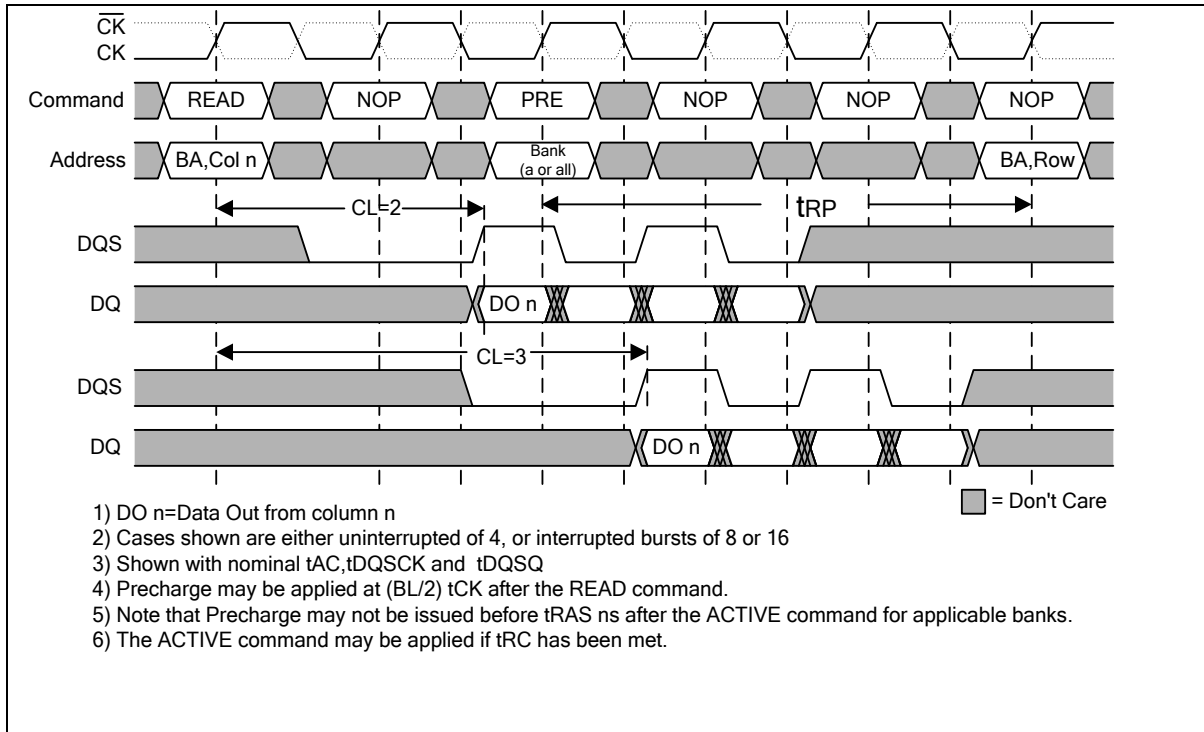 CK
CK
Command READ NOP PRE NOP NOP NOP
Address BA,Col n Bank (a or all) BA,Row
CL=2 tRP
DQS
DQ DO n
CL=3
DQS
DQ DO n
= Don't Care
1) DO n=Data Out from column n
2) Cases shown are either uninterrupted of 4, or interrupted bursts of 8 or 16
3) Shown with nominal tAC,tDQSCK and tDQSQ
4) Precharge may be applied at (BL/2) tCK after the READ command.
5) Note that Precharge may not be issued before tRAS ns after the ACTIVE command for applicable banks.
6) The ACTIVE command may be applied if tRC has been met.